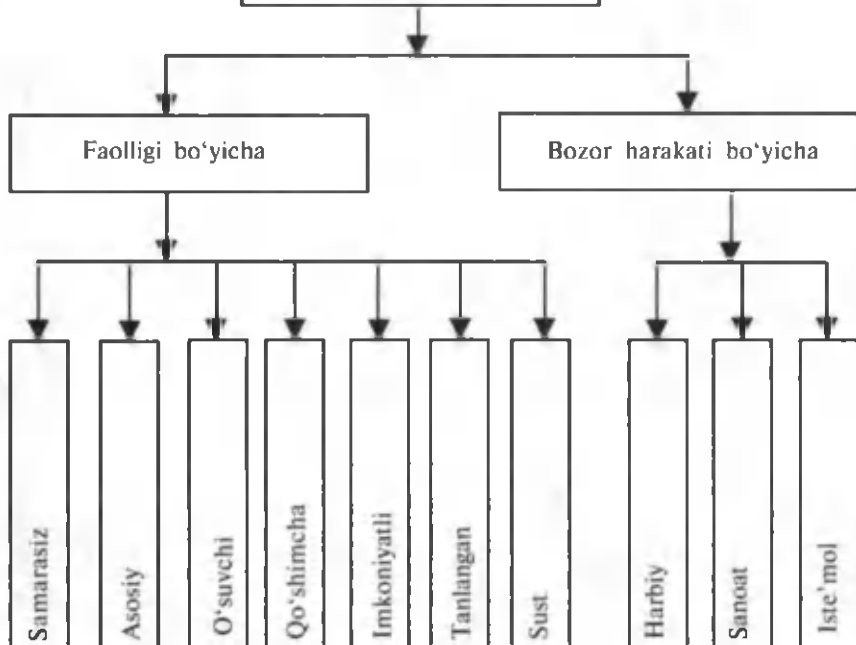 Faolligi bo‘yicha
Bozor harakati bo‘yicha
Samarasiz
Asosiy
O‘suvchi
Qo‘shimcha
Imkoniyatli
Tanlangan
Sust
Harbiy
Sanoat
Iste’mol